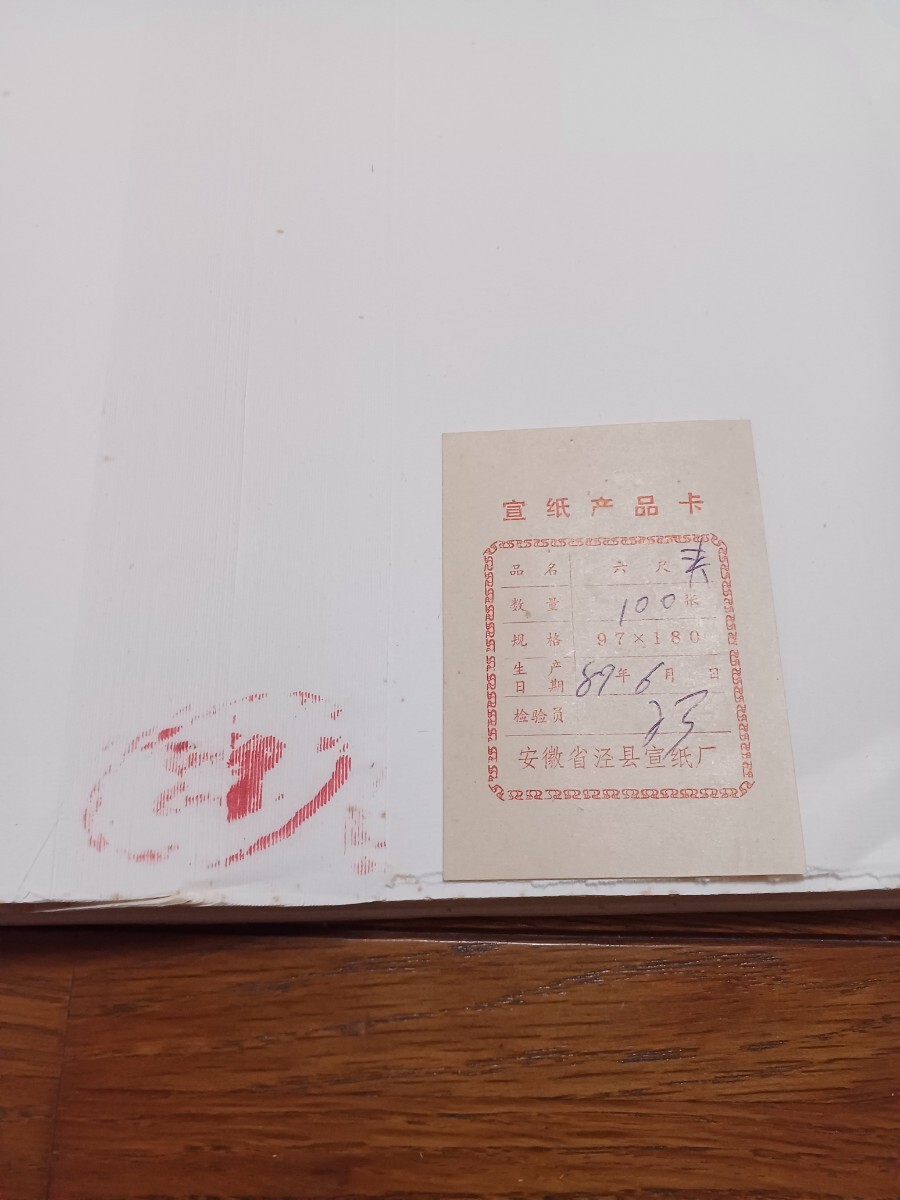 宣纸产品卡
品名 六尺
数量 100张
规格 97×180
生产日期 89年6月 日
检验员
安徽省泾县宣纸厂